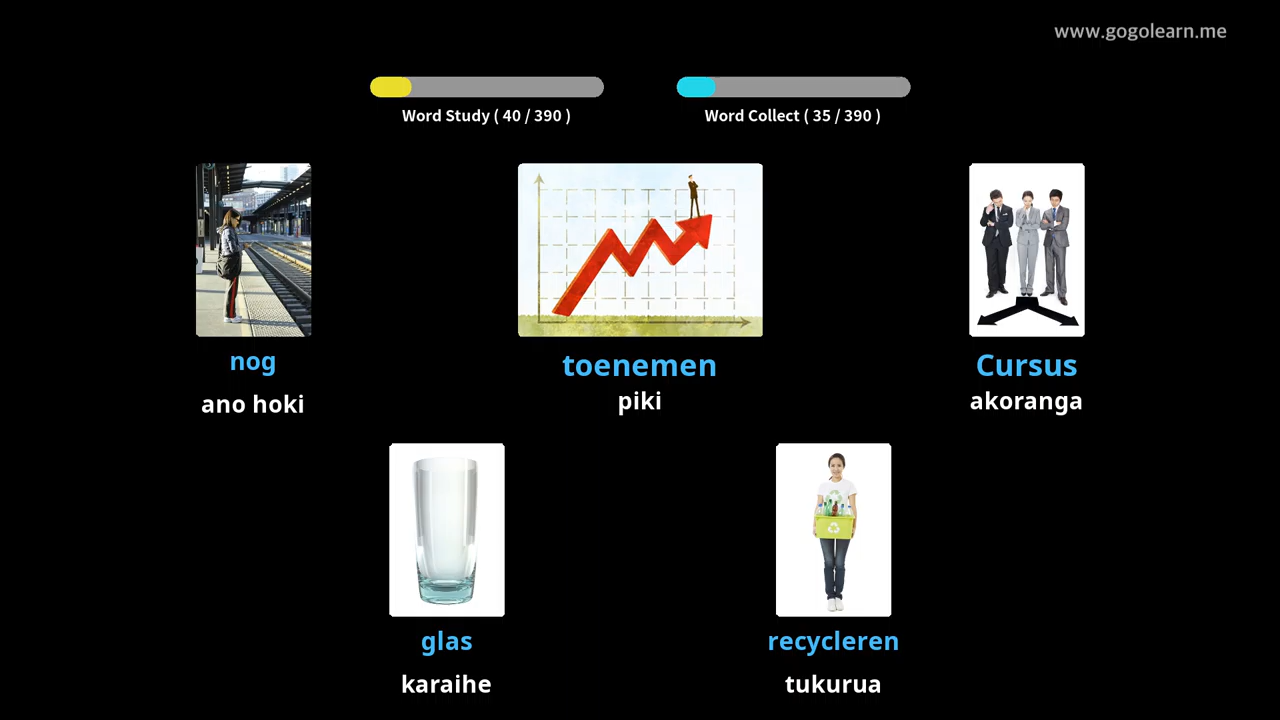 www.gogolearn.me
Word Study ( 40 / 390 )
Word Collect ( 35 / 390 )
nog
ano hoki
toenemen
piki
Cursus
akoranga
glas
karaihe
recycleren
tukurua